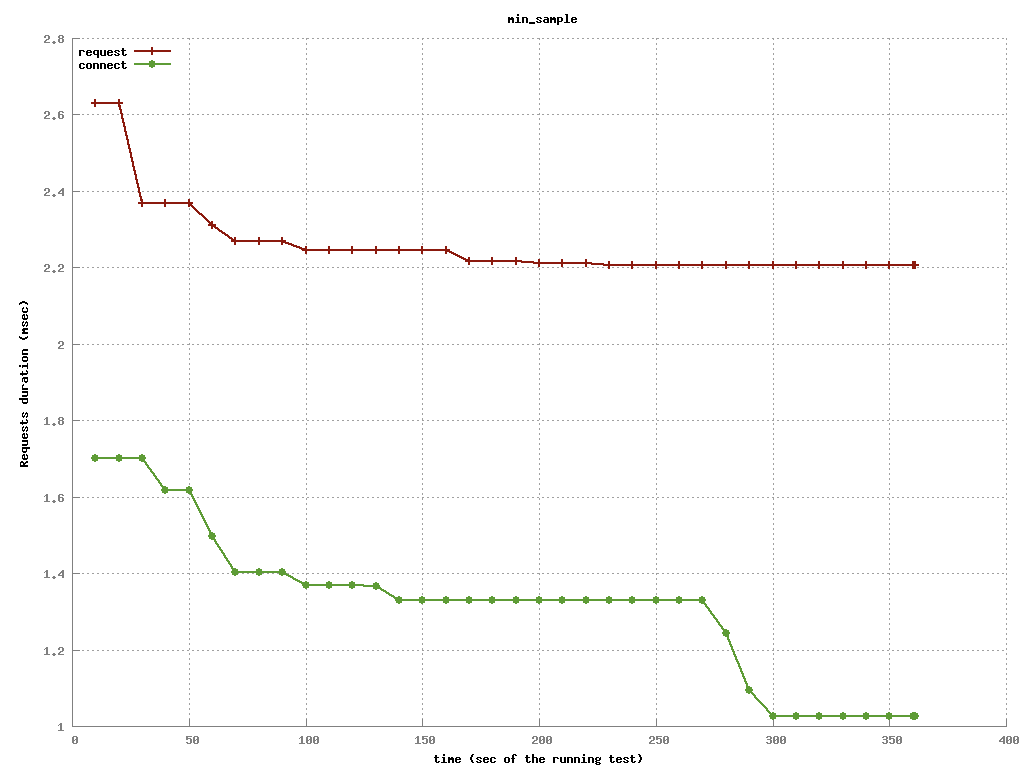 min_sample
request
connect
2.8
2.6
2.4
2.2
2
1.8
1.6
1.4
1.2
1
Requests duration (msec)
0 50 100 150 200 250 300 350 400
time (sec of the running test)